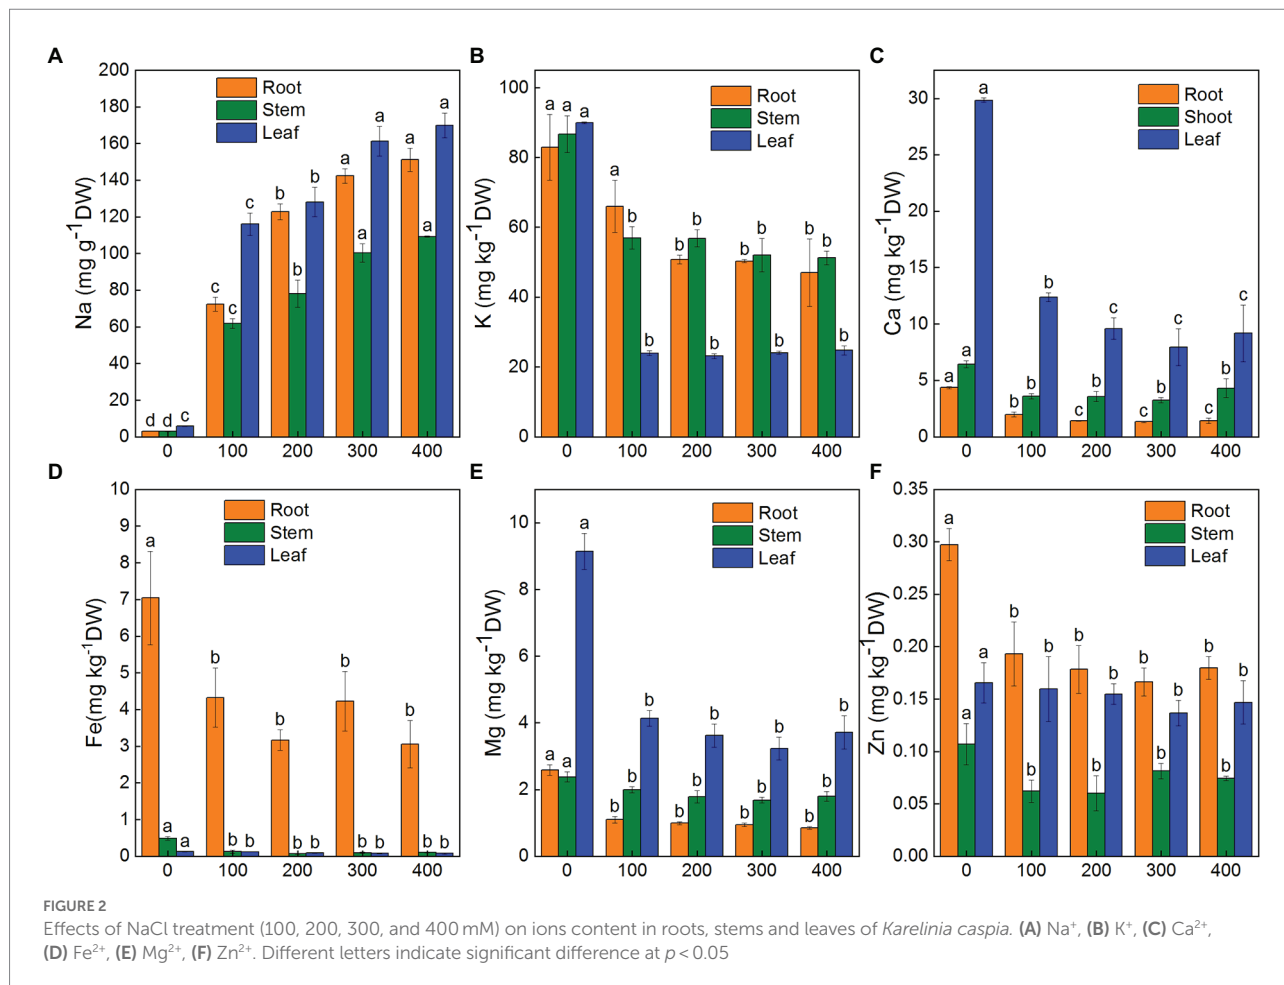 A
200
180
160
140
120
100
80
60
40
20
0
Na (mg g⁻¹DW)
Root
Stem
Leaf
d d c
c c c
b b b
a a a
a a a
0 100 200 300 400
B
100
80
60
40
20
0
K (mg kg⁻¹DW)
Root
Stem
Leaf
a a a
a b b
b b b
b b b
b b b
0 100 200 300 400
C
30
25
20
15
10
5
0
Ca (mg kg⁻¹DW)
Root
Shoot
Leaf
a a a
b b b
c b c
c b c
c b c
0 100 200 300 400
D
10
9
8
7
6
5
4
3
2
1
0
Fe(mg kg⁻¹DW)
Root
Stem
Leaf
a a a
b b b
b b b
b b b
b b b
0 100 200 300 400
E
10
8
6
4
2
0
Mg (mg kg⁻¹DW)
Root
Stem
Leaf
a a a
b b b
b b b
b b b
b b b
0 100 200 300 400
F
0.35
0.30
0.25
0.20
0.15
0.10
0.05
0.00
Zn (mg kg⁻¹DW)
Root
Stem
Leaf
a a a
b b b
b b b
b b b
b b b
0 100 200 300 400
FIGURE 2
Effects of NaCl treatment (100, 200, 300, and 400 mM) on ions content in roots, stems and leaves of Karelinia caspia. (A) Na⁺, (B) K⁺, (C) Ca²⁺,
(D) Fe²⁺, (E) Mg²⁺, (F) Zn²⁺. Different letters indicate significant difference at p < 0.05